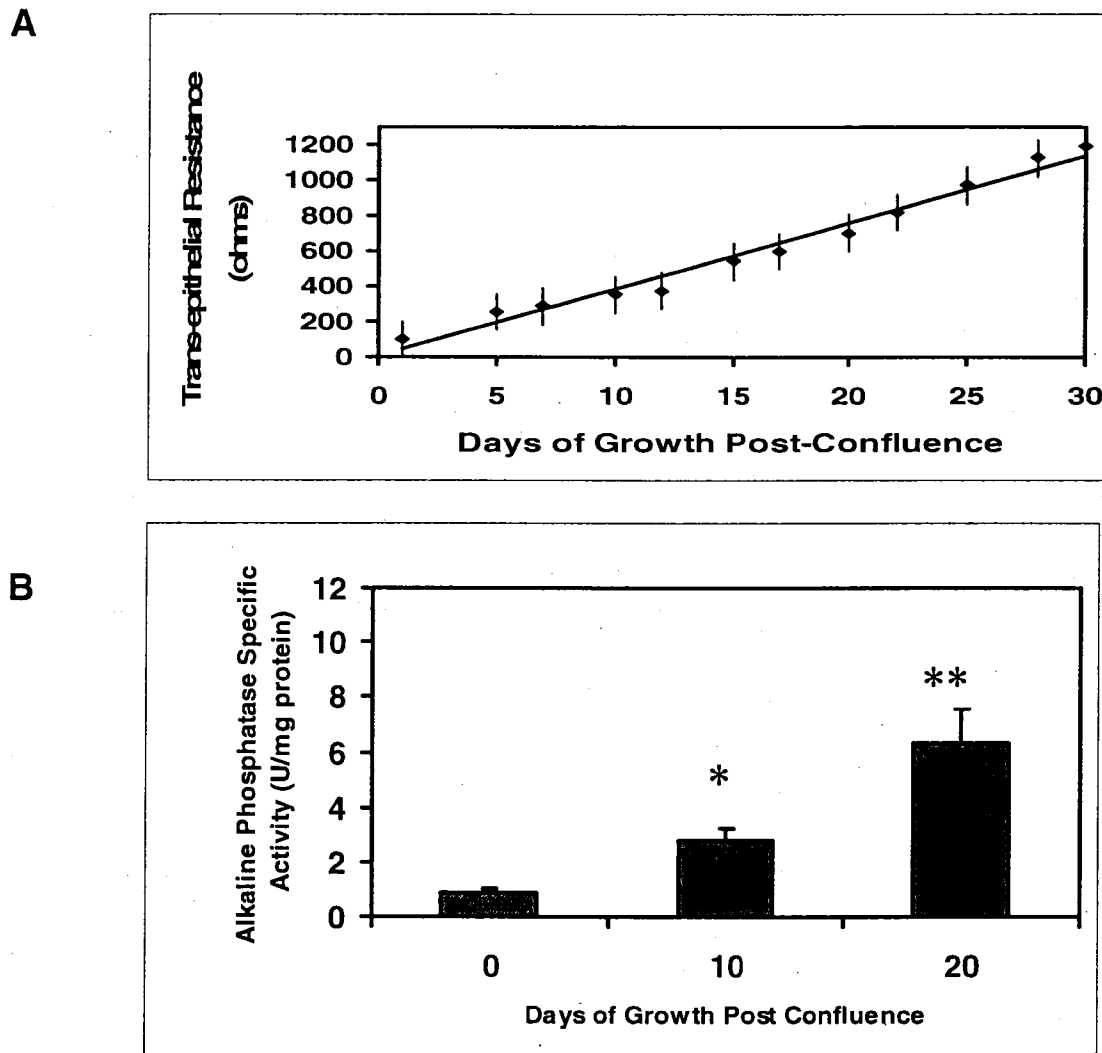 A
Trans-epithelial Resistance
(ohms)
1200
1000
800
600
400
200
0
0 5 10 15 20 25 30
Days of Growth Post-Confluence
B
Alkaline Phosphatase Specific
Activity (U/mg protein)
12
10
8
6
4
2
0
*
**
0 10 20
Days of Growth Post Confluence